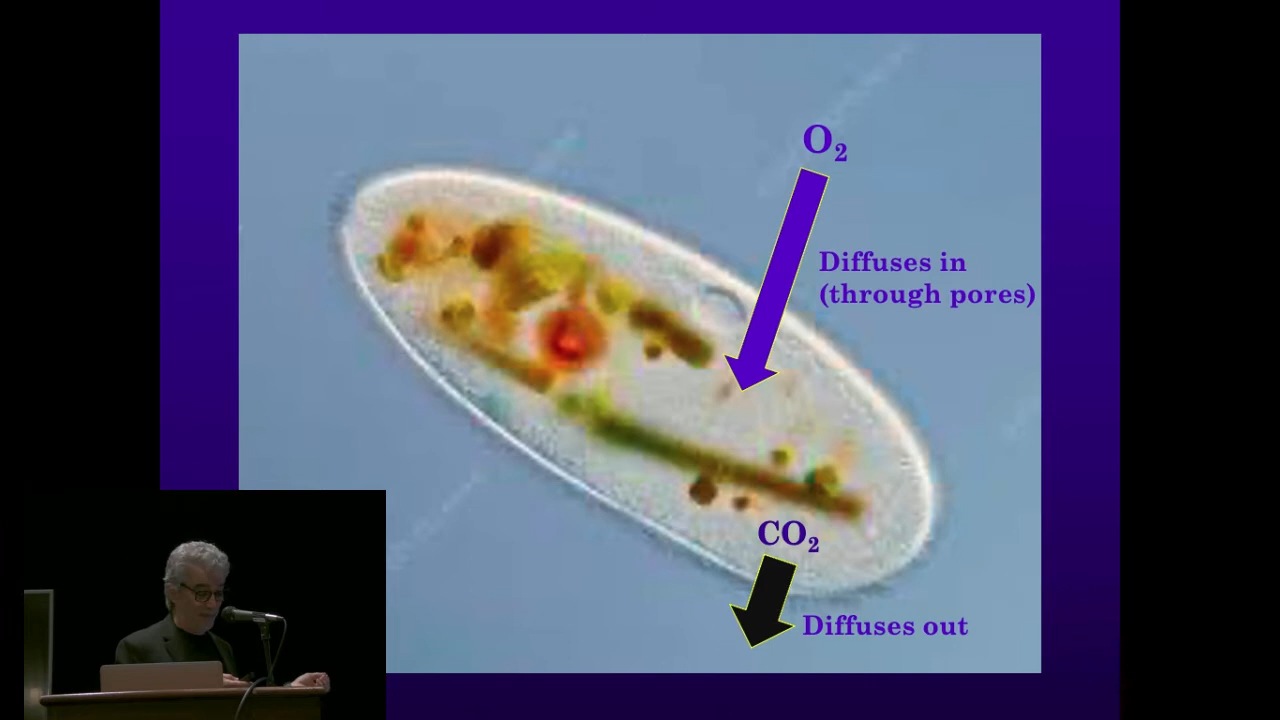 O₂
Diffuses in
(through pores)
CO₂
Diffuses out